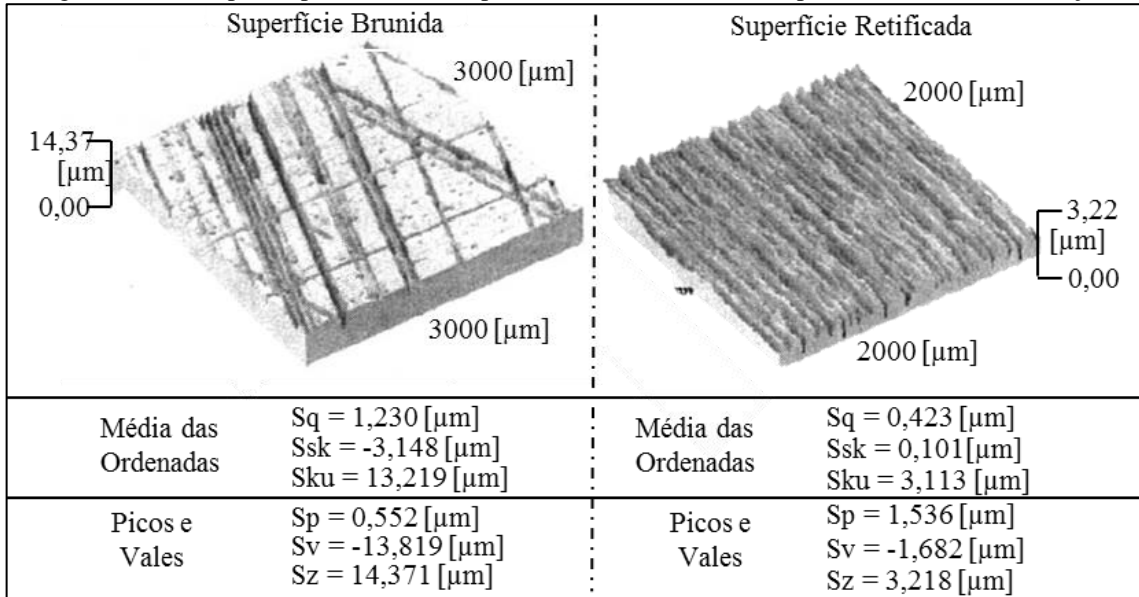 Superfície Brunida
3000 [µm]
14,37
[µm]
0,00
3000 [µm]
Superfície Retificada
2000 [µm]
3,22
[µm]
0,00
2000 [µm]
Média das
Ordenadas
Sq = 1,230 [µm]
Ssk = -3,148 [µm]
Sku = 13,219 [µm]
Média das
Ordenadas
Sq = 0,423 [µm]
Ssk = 0,101[µm]
Sku = 3,113 [µm]
Picos e
Vales
Sp = 0,552 [µm]
Sv = -13,819 [µm]
Sz = 14,371 [µm]
Picos e
Vales
Sp = 1,536 [µm]
Sv = -1,682 [µm]
Sz = 3,218 [µm]